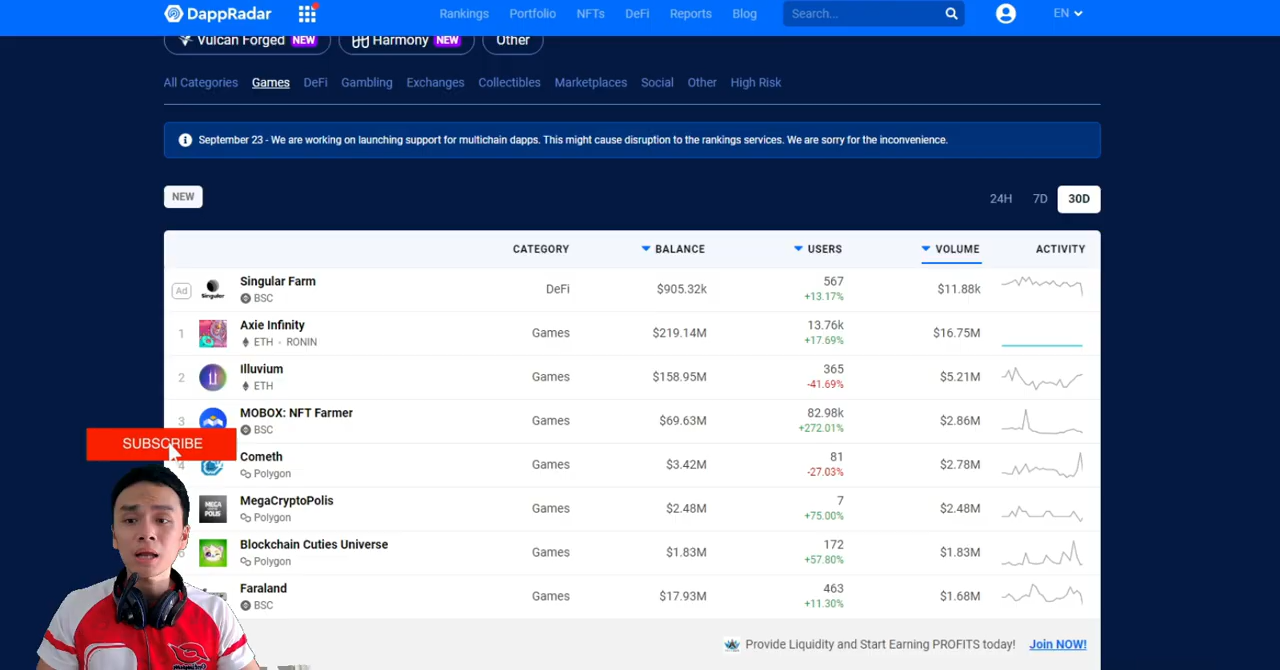 DappRadar
Rankings Portfolio NFTs DeFi Reports Blog Search... EN
Vulcan Forged NEW Harmony NEW Other
All Categories Games DeFi Gambling Exchanges Collectibles Marketplaces Social Other High Risk
September 23 - We are working on launching support for multichain dapps. This might cause disruption to the rankings services. We are sorry for the inconvenience.
NEW 24H 7D 30D
CATEGORY BALANCE USERS VOLUME ACTIVITY
Ad Singular Singular Farm DeFi $905.32k 567 $11.88k
BSC +13.17%
1 Axie Infinity Games $219.14M 13.76k $16.75M
ETH · RONIN +17.69%
2 Illuvium Games $158.95M 365 $5.21M
ETH -41.69%
3 MOBOX: NFT Farmer Games $69.63M 82.98k $2.86M
BSC +272.01%
SUBSCRIBE
4 Cometh Games $3.42M 81 $2.78M
Polygon -27.03%
MEGA POLIS MegaCryptoPolis Games $2.48M 7 $2.48M
Polygon +75.00%
Blockchain Cuties Universe Games $1.83M 172 $1.83M
Polygon +57.80%
Faraland Games $17.93M 463 $1.68M
BSC +11.30%
Provide Liquidity and Start Earning PROFITS today! Join NOW!